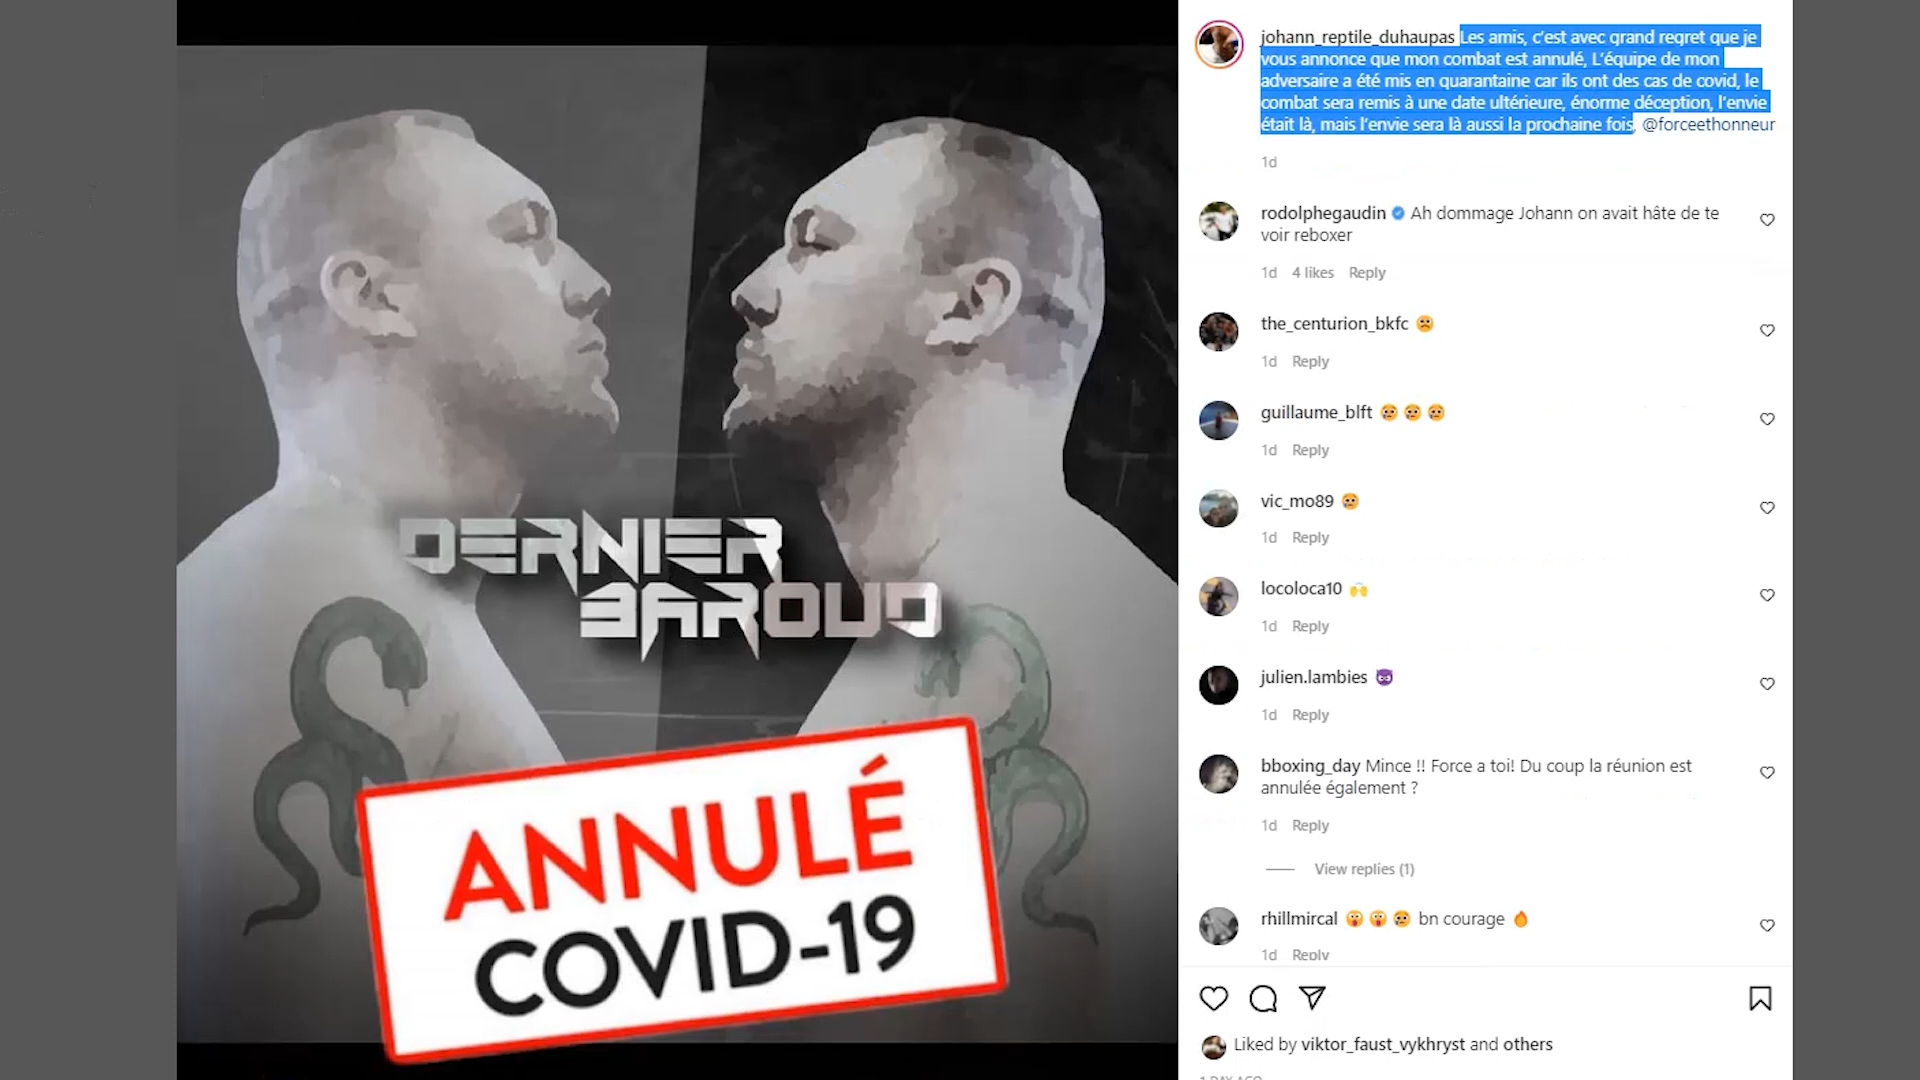 DERNIER
BAROUD
ANNULÉ
COVID-19
johann_reptile_duhaupas Les amis, c'est avec grand regret que je
vous annonce que mon combat est annulé, L'équipe de mon
adversaire a été mis en quarantaine car ils ont des cas de covid, le
combat sera remis à une date ultérieure, énorme déception, l'envie
était là, mais l'envie sera là aussi la prochaine fois, @forceethonneur
1d
rodolphegaudin Ah dommage Johann on avait hâte de te
voir reboxer
1d 4 likes Reply
the_centurion_bkfc 🙁
1d Reply
guillaume_blft 😢 😢 😢
1d Reply
vic_mo89 😢
1d Reply
locoloca10 🙌
1d Reply
julien.lambies 😈
1d Reply
bboxing_day Mince !! Force a toi! Du coup la réunion est
annulée également ?
1d Reply
View replies (1)
rhillmircal 😱 😱 😢 bn courage 🔥
1d Reply
Liked by viktor_faust_vykhryst and others
1 DAY AGO